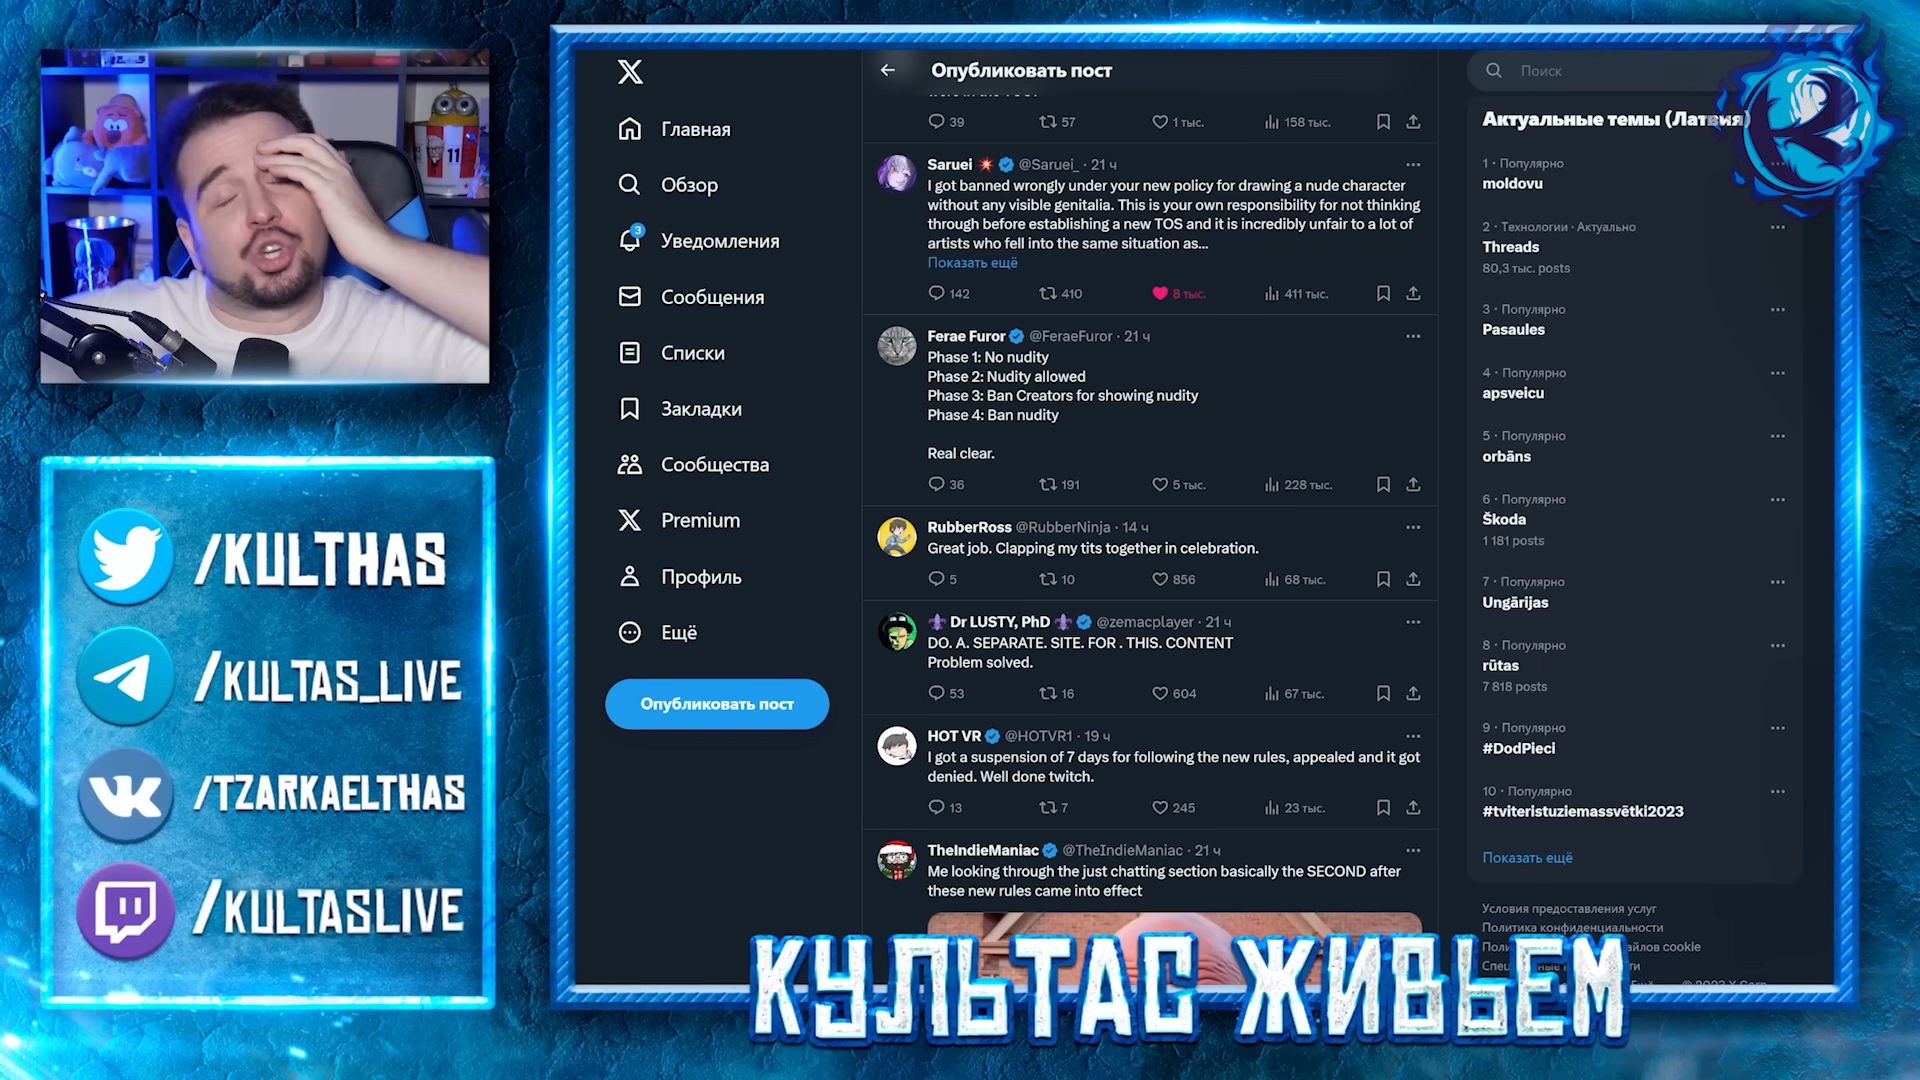 /KULTHAS
/KULTAS_LIVE
/TZARKAELTHAS
/KULTASLIVE
Главная
Обзор
3
Уведомления
Сообщения
Списки
Закладки
Сообщества
Premium
Профиль
Ещё
Опубликовать пост
Опубликовать пост
39 57 1 тыс. 158 тыс.
Saruei @Saruei_ · 21 ч
I got banned wrongly under your new policy for drawing a nude character
without any visible genitalia. This is your own responsibility for not thinking
through before establishing a new TOS and it is incredibly unfair to a lot of
artists who fell into the same situation as...
Показать ещё
142 410 8 тыс. 411 тыс.
Ferae Furor @FeraeFuror · 21 ч
Phase 1: No nudity
Phase 2: Nudity allowed
Phase 3: Ban Creators for showing nudity
Phase 4: Ban nudity
Real clear.
36 191 5 тыс. 228 тыс.
RubberRoss @RubberNinja · 14 ч
Great job. Clapping my tits together in celebration.
5 10 856 68 тыс.
Dr LUSTY, PhD @zemacplayer · 21 ч
DO. A. SEPARATE. SITE. FOR . THIS. CONTENT
Problem solved.
53 16 604 67 тыс.
HOT VR @HOTVR1 · 19 ч
I got a suspension of 7 days for following the new rules, appealed and it got
denied. Well done twitch.
13 7 245 23 тыс.
TheIndieManiac @TheIndieManiac · 21 ч
Me looking through the just chatting section basically the SECOND after
these new rules came into effect
Поиск
Актуальные темы (Латвия)
1 · Популярно
moldovu
2 · Технологии · Актуально
Threads
80,3 тыс. posts
3 · Популярно
Pasaules
4 · Популярно
apsveicu
5 · Популярно
orbāns
6 · Популярно
Škoda
1 181 posts
7 · Популярно
Ungārijas
8 · Популярно
rūtas
7 818 posts
9 · Популярно
#DodPieci
10 · Популярно
#tviteristuziemassvētki2023
Показать ещё
Условия предоставления услуг
Политика конфиденциальности
cookie
КУЛЬТАС ЖИВЬЕМ
11